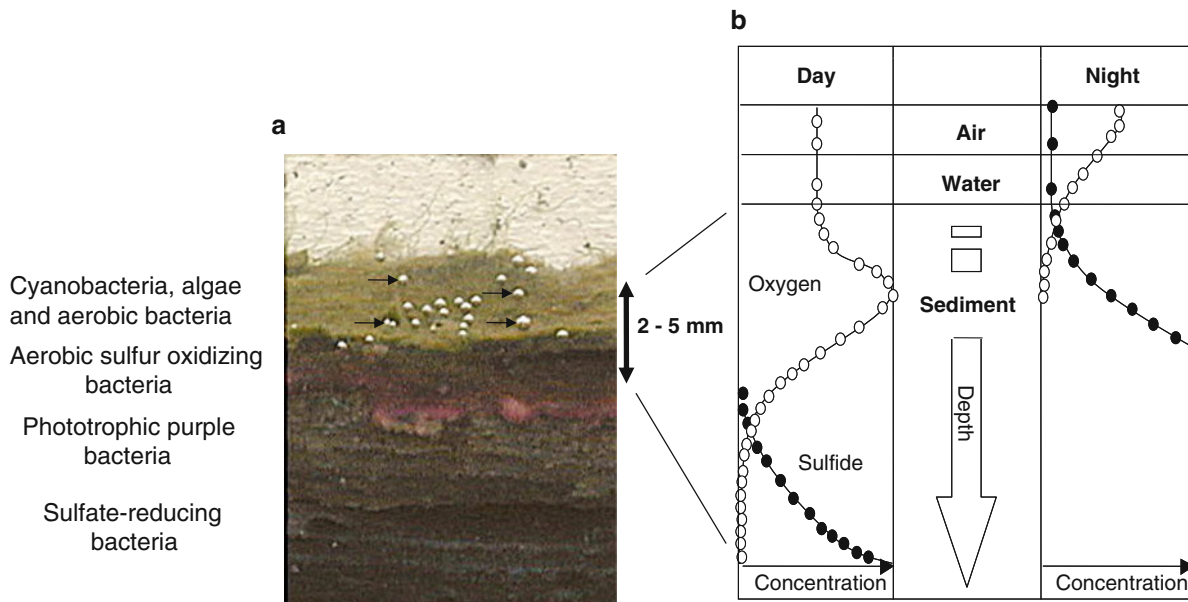 a
Cyanobacteria, algae
and aerobic bacteria
Aerobic sulfur oxidizing
bacteria
Phototrophic purple
bacteria
Sulfate-reducing
bacteria
2 - 5 mm
b
Day
Night
Air
Water
Oxygen
Sediment
Depth
Sulfide
Concentration
Concentration